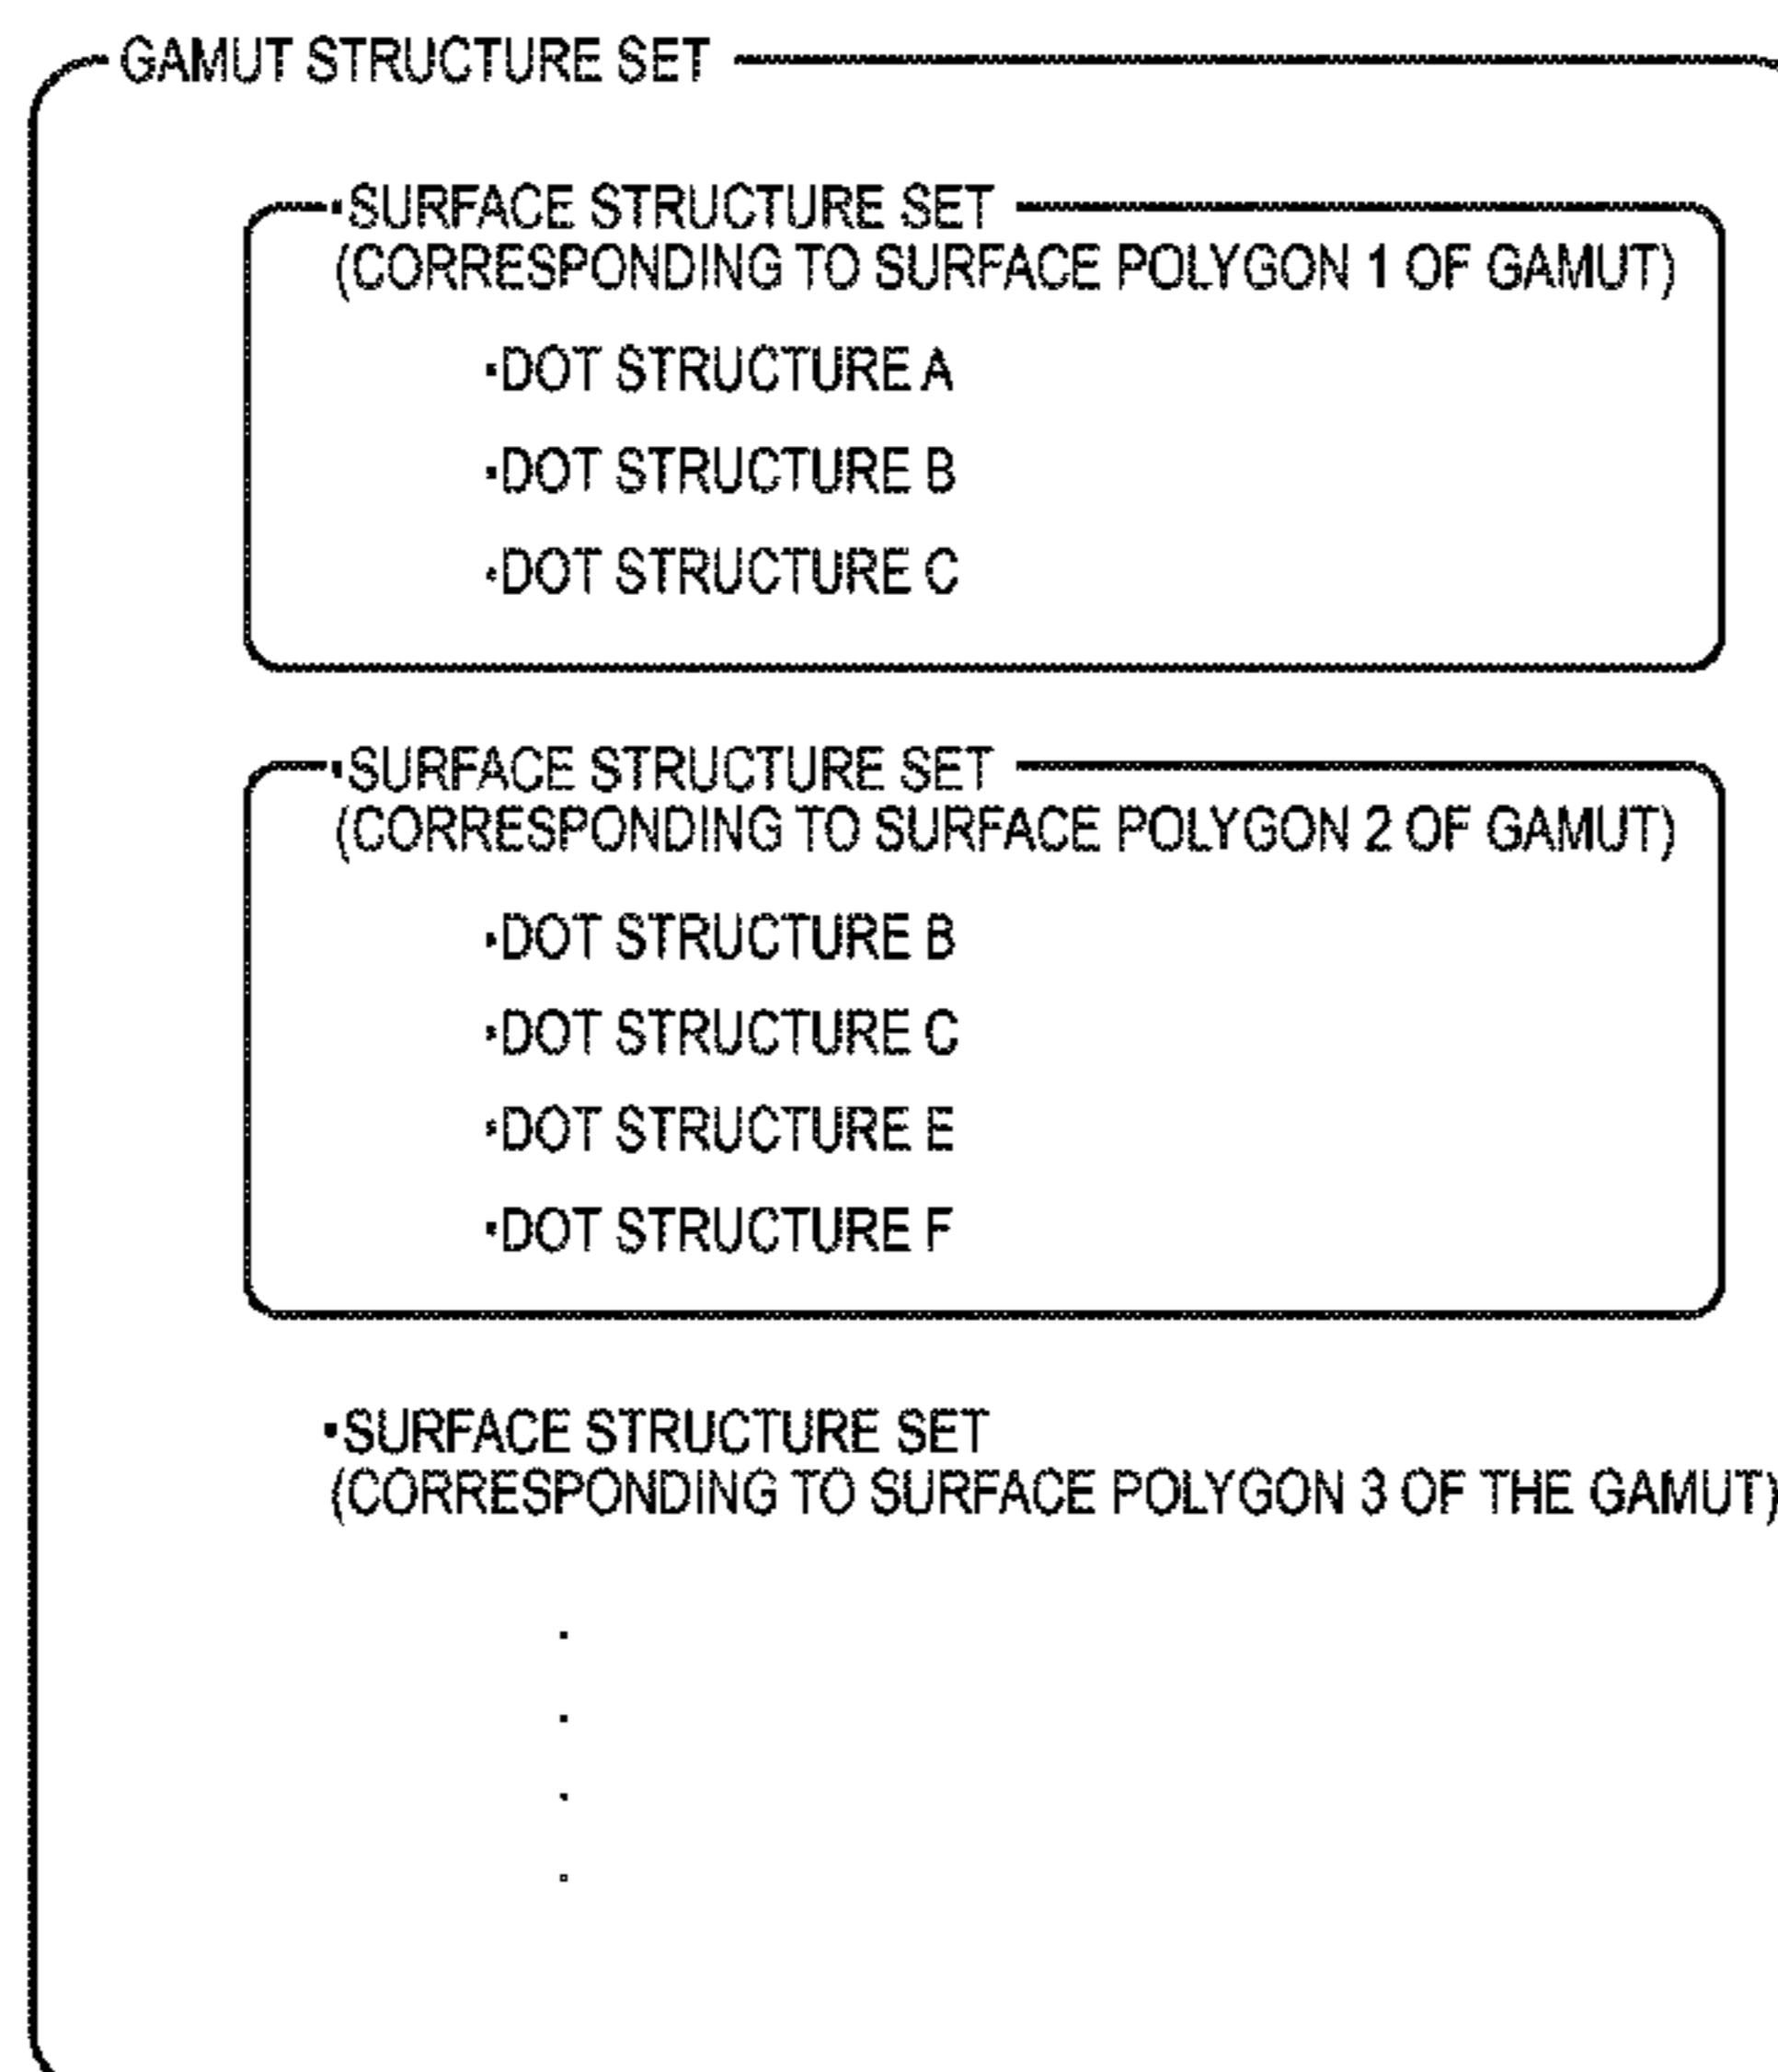 GAMUT STRUCTURE SET
·SURFACE STRUCTURE SET
(CORRESPONDING TO SURFACE POLYGON 1 OF GAMUT)
·DOT STRUCTURE A
·DOT STRUCTURE B
·DOT STRUCTURE C
·SURFACE STRUCTURE SET
(CORRESPONDING TO SURFACE POLYGON 2 OF GAMUT)
·DOT STRUCTURE B
·DOT STRUCTURE C
·DOT STRUCTURE E
·DOT STRUCTURE F
·SURFACE STRUCTURE SET
(CORRESPONDING TO SURFACE POLYGON 3 OF THE GAMUT)
.
.
.
.